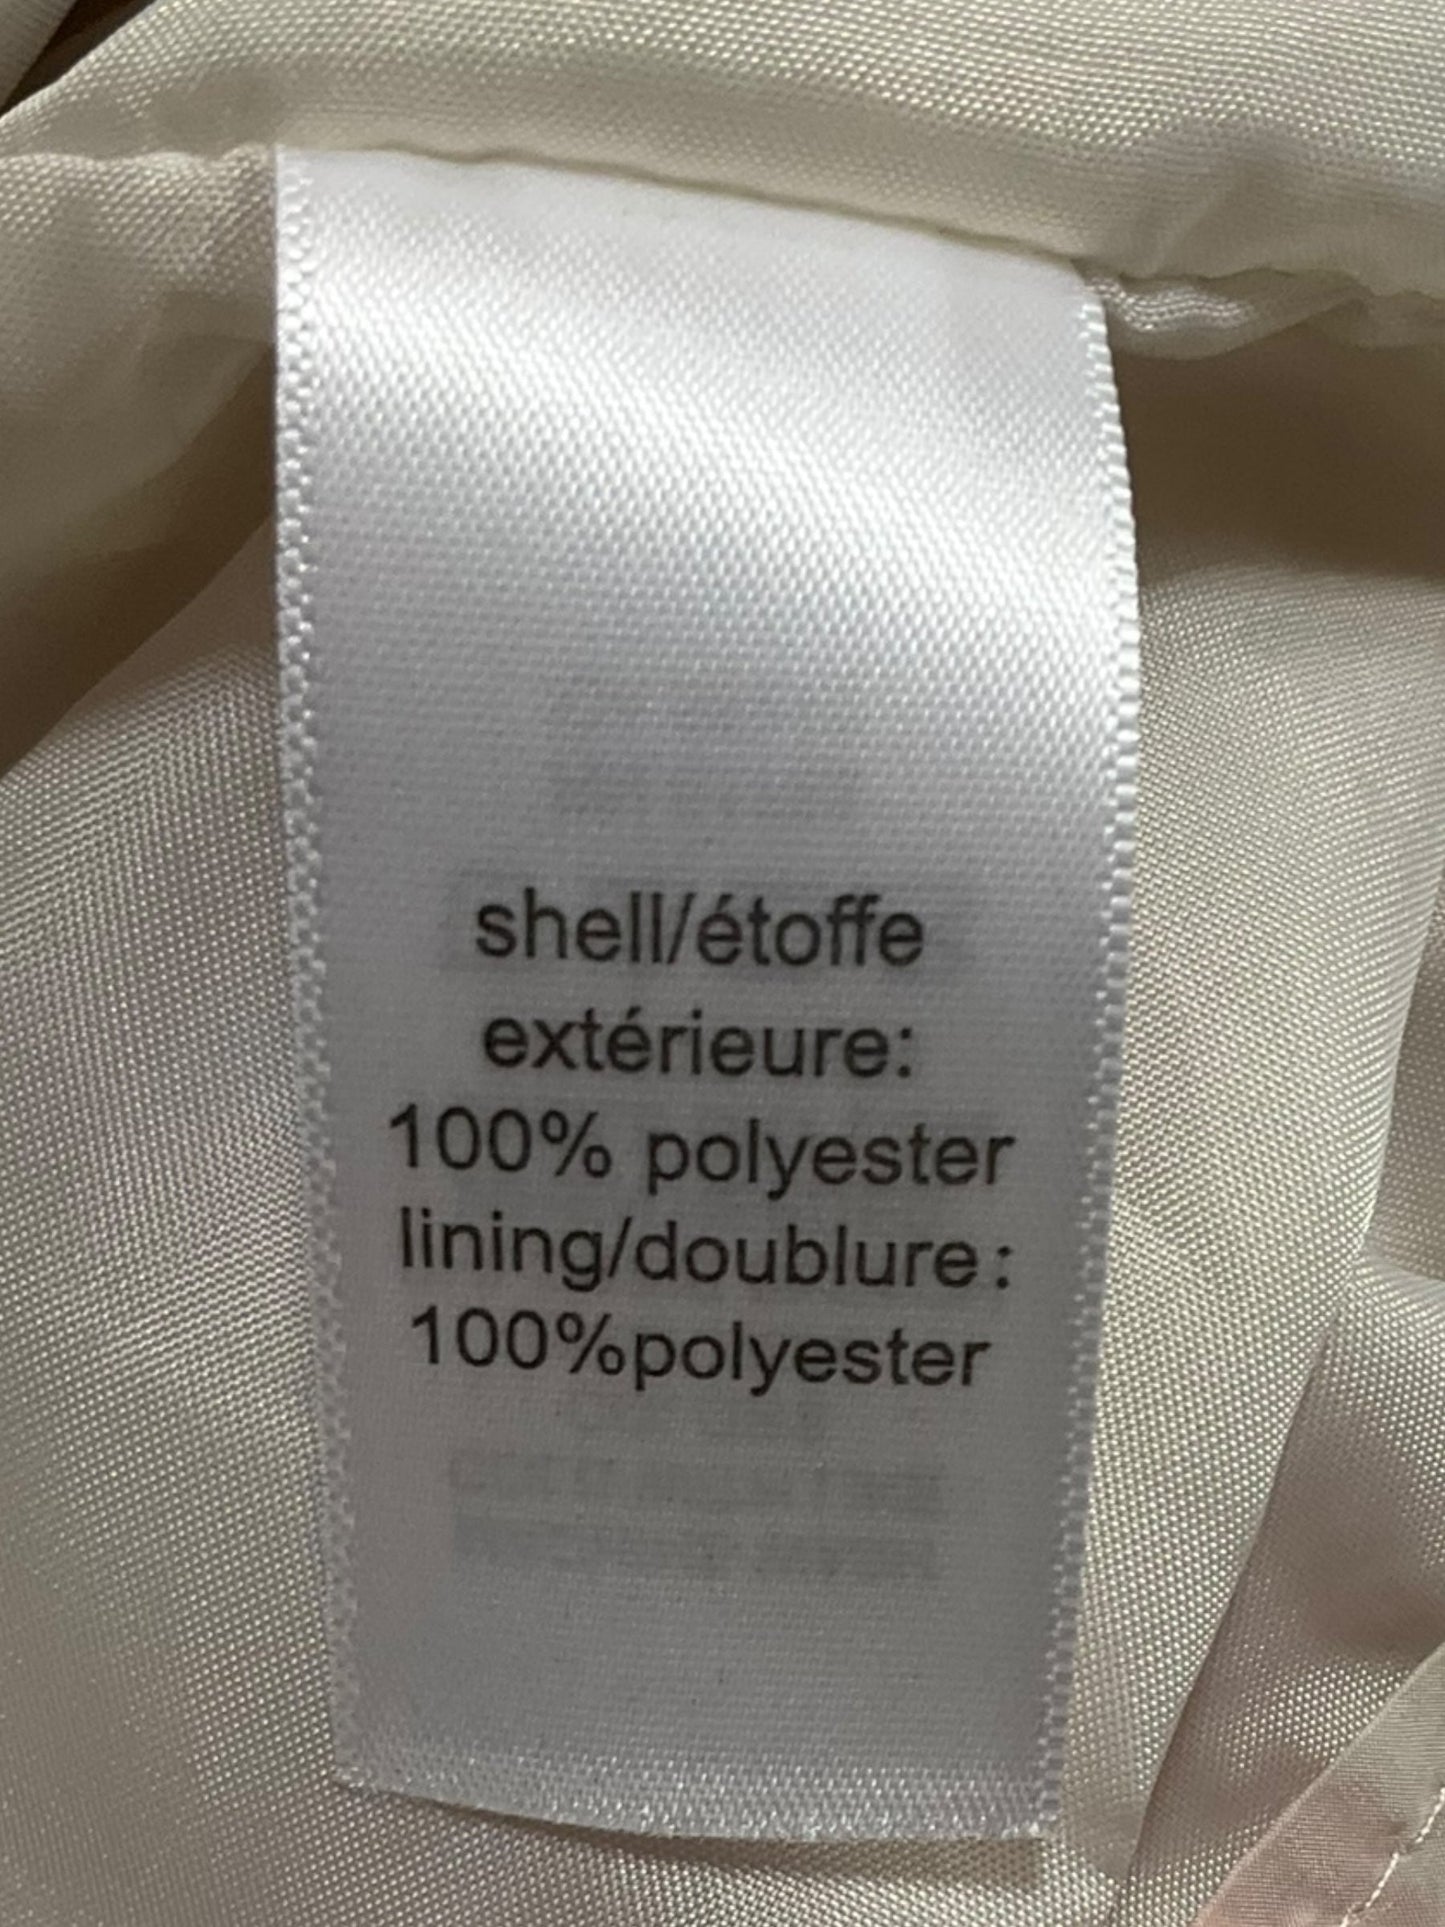 shell/étoffe
extérieure:
100% polyester
lining/doublure:
100%polyester